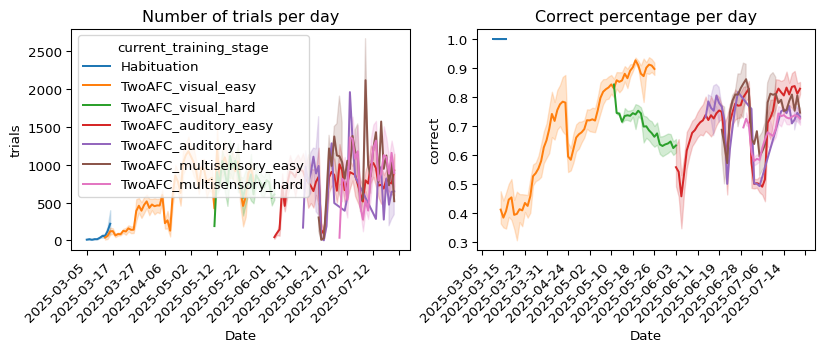 Number of trials per day
trials
2500
2000
1500
1000
500
0
current_training_stage
Habituation
TwoAFC_visual_easy
TwoAFC_visual_hard
TwoAFC_auditory_easy
TwoAFC_auditory_hard
TwoAFC_multisensory_easy
TwoAFC_multisensory_hard
2025-03-05
2025-03-17
2025-03-27
2025-04-06
2025-05-02
2025-05-12
2025-05-22
2025-06-01
2025-06-11
2025-06-21
2025-07-02
2025-07-12
Date
Correct percentage per day
correct
1.0
0.9
0.8
0.7
0.6
0.5
0.4
0.3
2025-03-05
2025-03-15
2025-03-23
2025-03-31
2025-04-24
2025-05-02
2025-05-10
2025-05-18
2025-05-26
2025-06-03
2025-06-11
2025-06-19
2025-06-28
2025-07-06
2025-07-14
Date